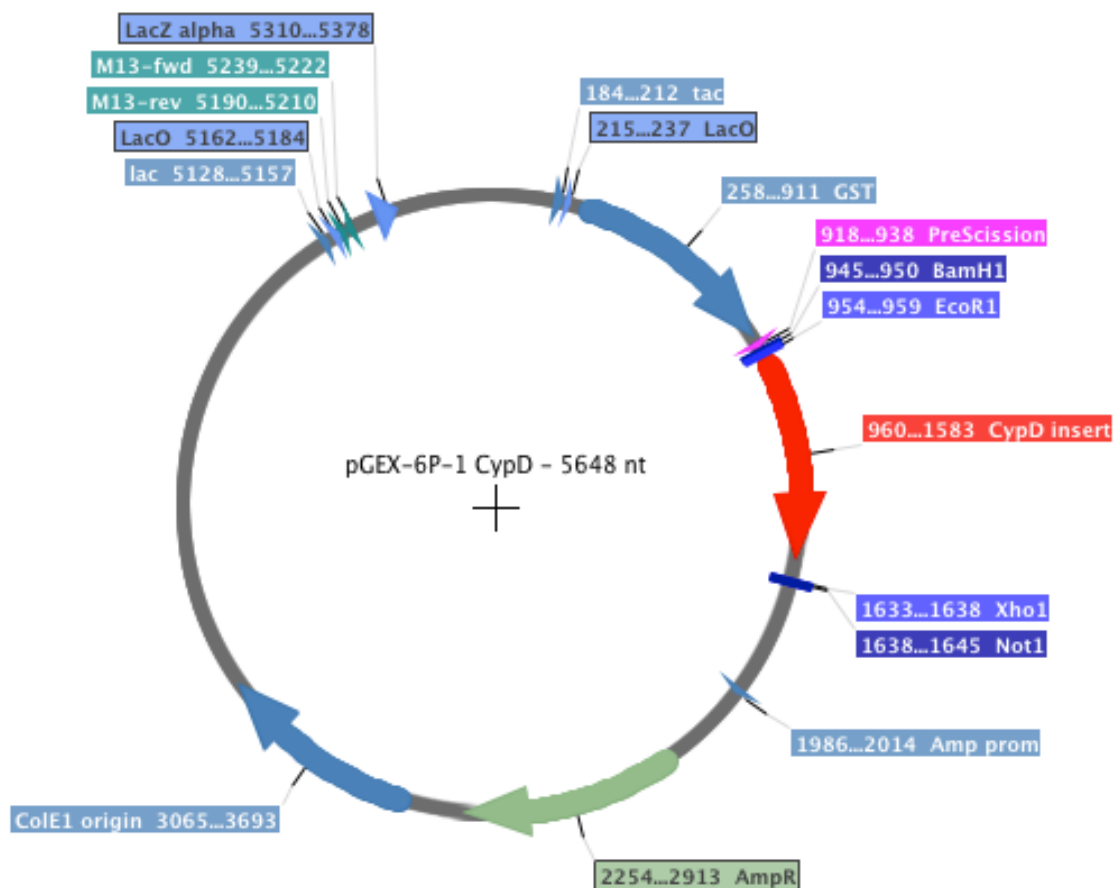 LacZ alpha 5310...5378
M13-fwd 5239...5222
M13-rev 5190...5210
LacO 5162...5184
lac 5128...5157
184...212 tac
215...237 LacO
258...911 GST
918...938 PreScission
945...950 BamH1
954...959 EcoR1
960...1583 CypD insert
pGEX-6P-1 CypD - 5648 nt
1633...1638 Xho1
1638...1645 Not1
1986...2014 Amp prom
ColE1 origin 3065...3693
2254...2913 AmpR